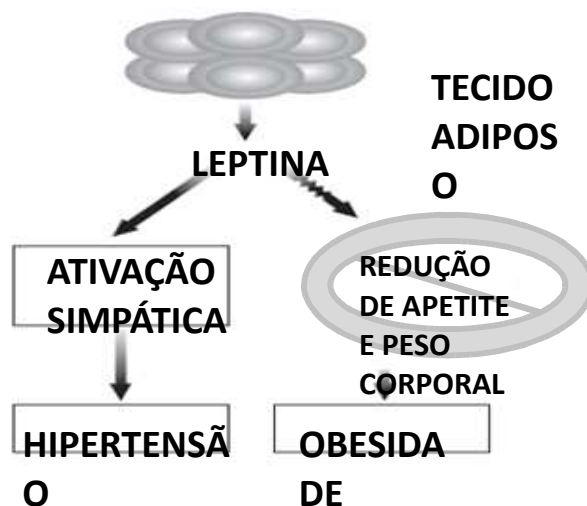 TECIDO
ADIPOS
O
LEPTINA
ATIVAÇÃO
SIMPÁTICA
REDUÇÃO
DE APETITE
E PESO
CORPORAL
HIPERTENSÃ
O
OBESIDA
DE